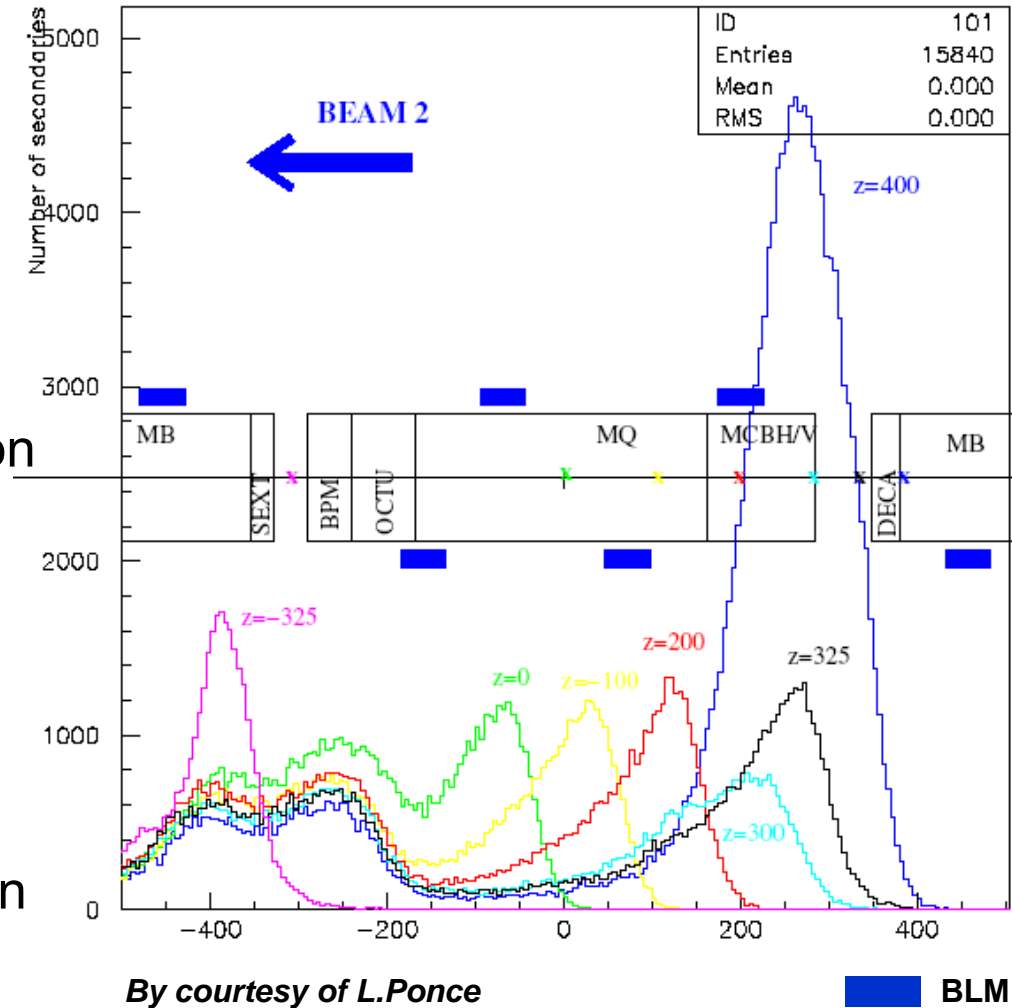 ID 101
Entries 15840
Mean 0.000
RMS 0.000
Number of secondaries
5000
4000
3000
2000
1000
0
BEAM 2
z=400
MB
SEXT
BPM
OCTU
MQ
MCBH/V
DECA
MB
on
x x x x x x x
z=-325
z=0
z=-100
z=200
z=325
z=300
on
-400 -200 0 200 400
By courtesy of L.Ponce
BLM